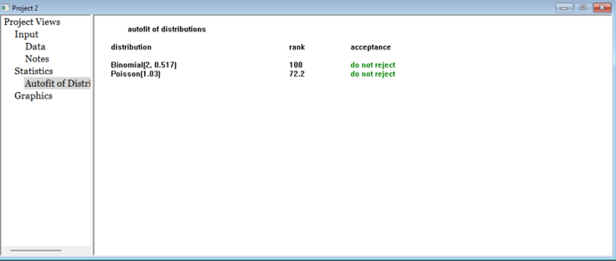 Project 2
Project Views
Input
Data
Notes
Statistics
Autofit of Distri
Graphics
autofit of distributions
distribution rank acceptance
Binomial(2, 0.517) 100 do not reject
Poisson(1.03) 72.2 do not reject